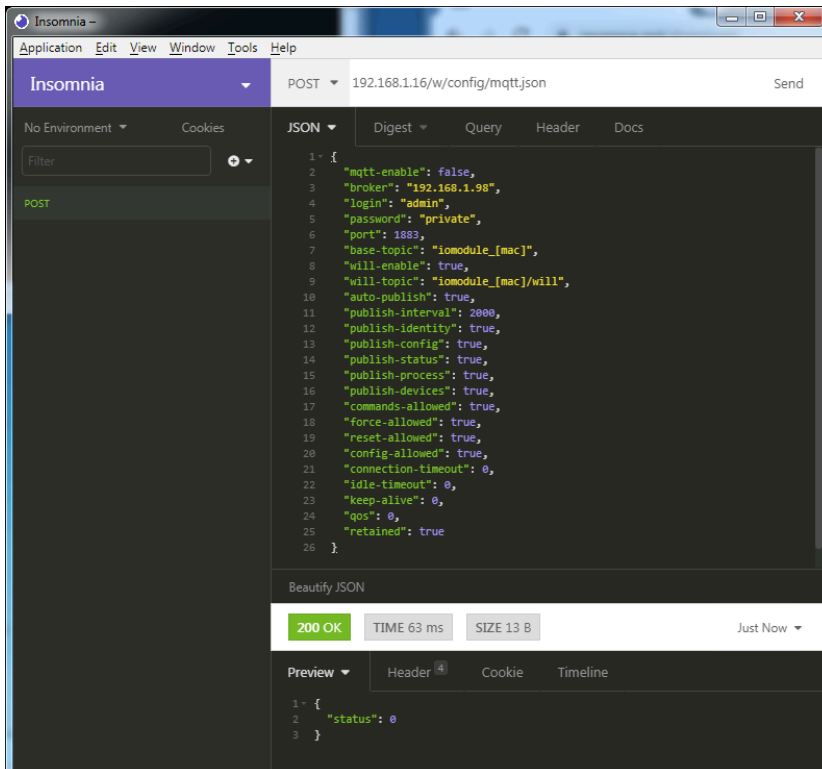 Insomnia –
Application Edit View Window Tools Help
Insomnia
POST 192.168.1.16/w/config/mqtt.json Send
No Environment Cookies
JSON Digest Query Header Docs
Filter
POST
1 {
2 "mqtt-enable": false,
3 "broker": "192.168.1.98",
4 "login": "admin",
5 "password": "private",
6 "port": 1883,
7 "base-topic": "iomodule_[mac]",
8 "will-enable": true,
9 "will-topic": "iomodule_[mac]/will",
10 "auto-publish": true,
11 "publish-interval": 2000,
12 "publish-identity": true,
13 "publish-config": true,
14 "publish-status": true,
15 "publish-process": true,
16 "publish-devices": true,
17 "commands-allowed": true,
18 "force-allowed": true,
19 "reset-allowed": true,
20 "config-allowed": true,
21 "connection-timeout": 0,
22 "idle-timeout": 0,
23 "keep-alive": 0,
24 "qos": 0,
25 "retained": true
26 }
Beautify JSON
200 OK TIME 63 ms SIZE 13 B Just Now
Preview Header 4 Cookie Timeline
1 {
2 "status": 0
3 }